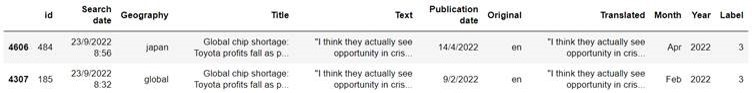 id Search date Geography Title Text Publication date Original Translated Month Year Label
4606 484 23/9/2022 8:56 japan Global chip shortage: Toyota profits fall as p... "I think they actually see opportunity in cris... 14/4/2022 en "I think they actually see opportunity in cris... Apr 2022 3
4307 185 23/9/2022 8:32 global Global chip shortage: Toyota profits fall as p... "I think they actually see opportunity in cris... 9/2/2022 en "I think they actually see opportunity in cris... Feb 2022 3